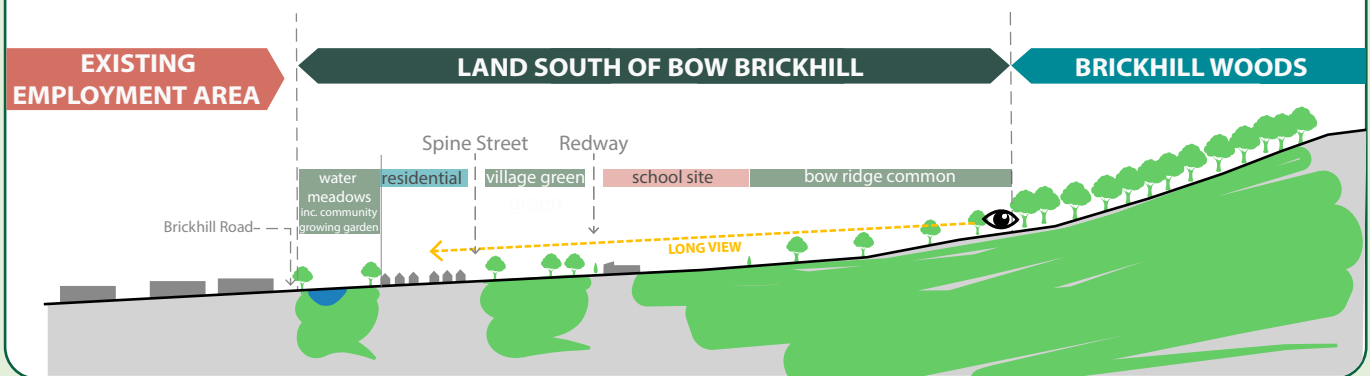 EXISTING
EMPLOYMENT AREA
LAND SOUTH OF BOW BRICKHILL
BRICKHILL WOODS
Spine Street
Redway
water
meadows
inc. community
growing garden
residential
village green
school site
bow ridge common
Brickhill Road
LONG VIEW